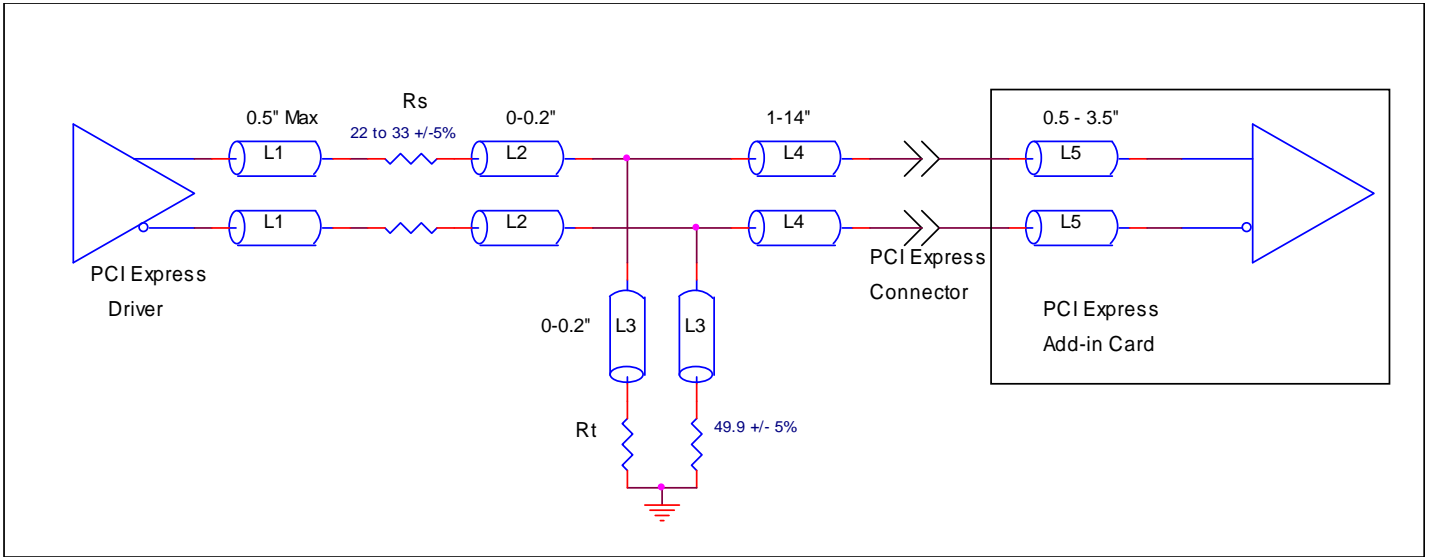 Rs
0.5" Max
22 to 33 +/-5%
0-0.2"
1-14"
0.5 - 3.5"
L1
L2
L4
L5
L1
L2
L4
L5
PCI Express
Driver
PCI Express
Connector
PCI Express
Add-in Card
0-0.2"
L3
L3
Rt
49.9 +/- 5%